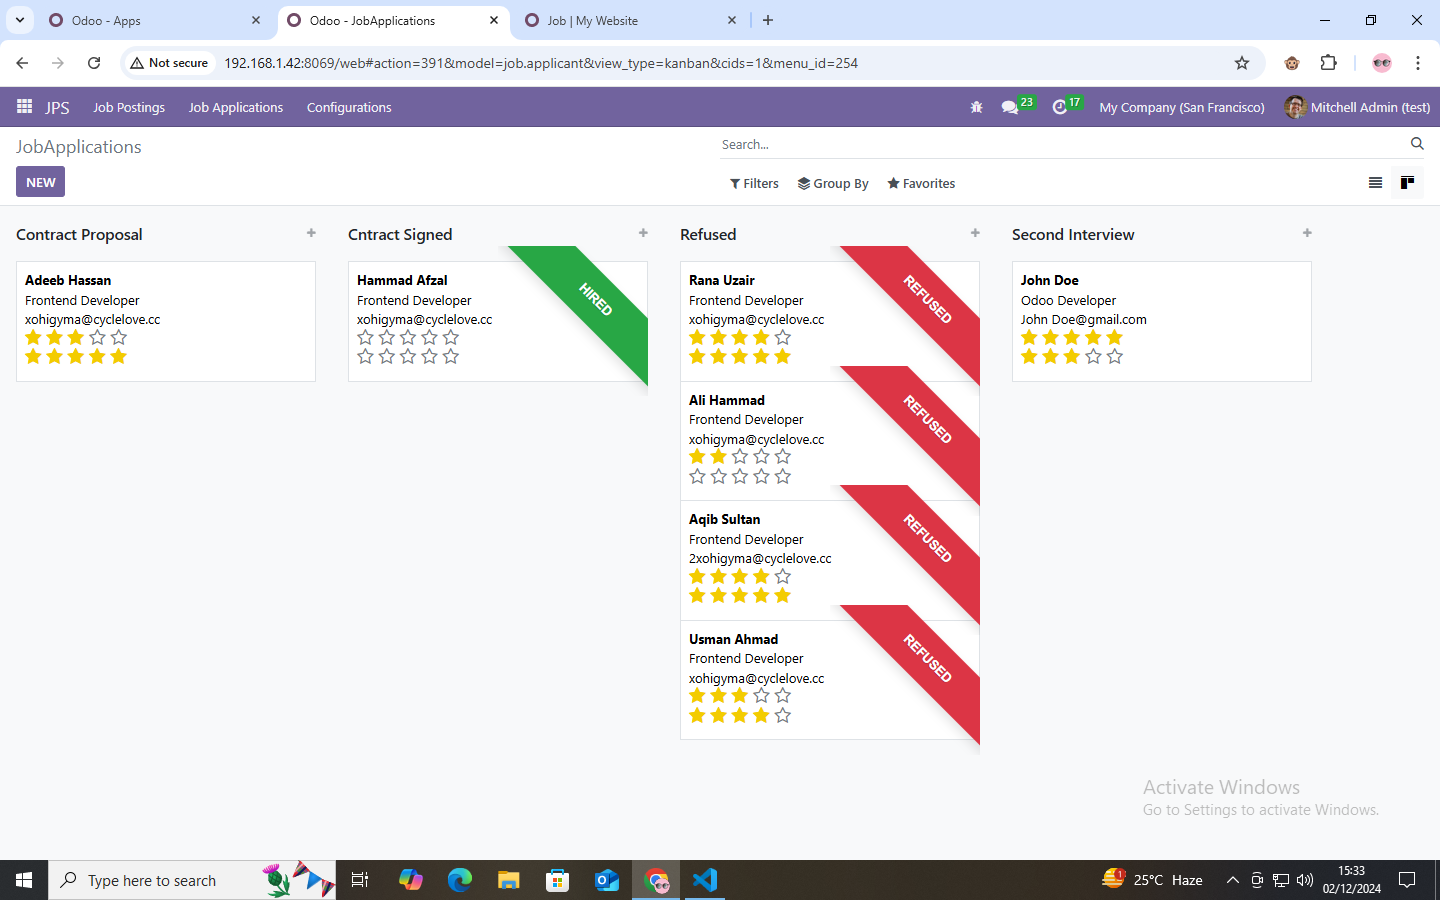 Odoo - Apps
Odoo - JobApplications
Job | My Website
Not secure
192.168.1.42:8069/web#action=391&model=job.applicant&view_type=kanban&cids=1&menu_id=254
JPS
Job Postings
Job Applications
Configurations
23
17
My Company (San Francisco)
Mitchell Admin (test)
JobApplications
Search...
NEW
Filters
Group By
Favorites
Contract Proposal
Adeeb Hassan
Frontend Developer
xohigyma@cyclelove.cc
Cntract Signed
Hammad Afzal
Frontend Developer
xohigyma@cyclelove.cc
HIRED
Refused
Rana Uzair
Frontend Developer
xohigyma@cyclelove.cc
REFUSED
Ali Hammad
Frontend Developer
xohigyma@cyclelove.cc
REFUSED
Aqib Sultan
Frontend Developer
2xohigyma@cyclelove.cc
REFUSED
Usman Ahmad
Frontend Developer
xohigyma@cyclelove.cc
REFUSED
Second Interview
John Doe
Odoo Developer
John Doe@gmail.com
Activate Windows
Go to Settings to activate Windows.
Type here to search
1
25°C Haze
15:33
02/12/2024